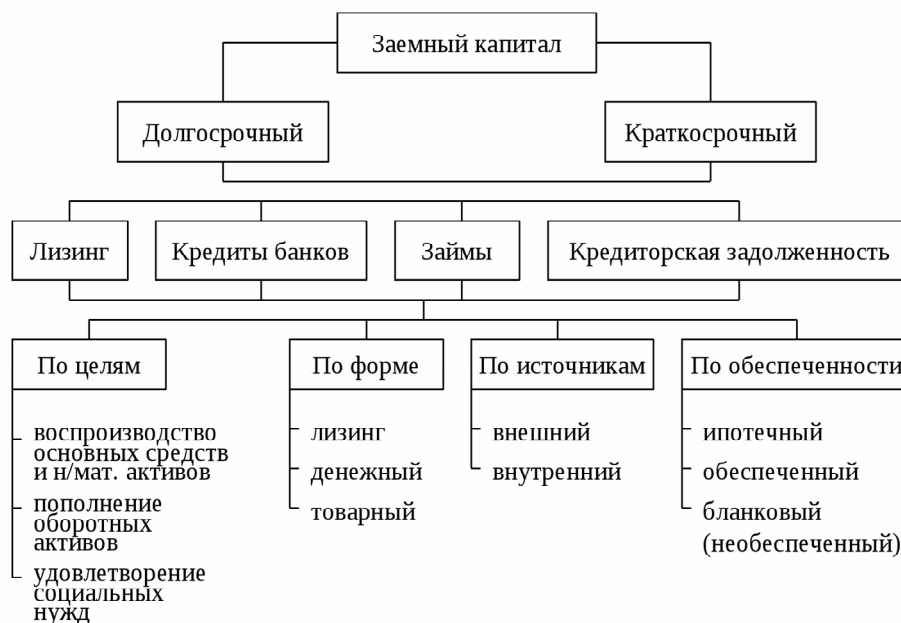 Заемный капитал
Долгосрочный
Краткосрочный
Лизинг
Кредиты банков
Займы
Кредиторская задолженность
По целям
воспроизводство
основных средств
и н/мат. активов
пополнение
оборотных
активов
удовлетворение
социальных
нужд
По форме
лизинг
денежный
товарный
По источникам
внешний
внутренний
По обеспеченности
ипотечный
обеспеченный
бланковый
(необеспеченный)